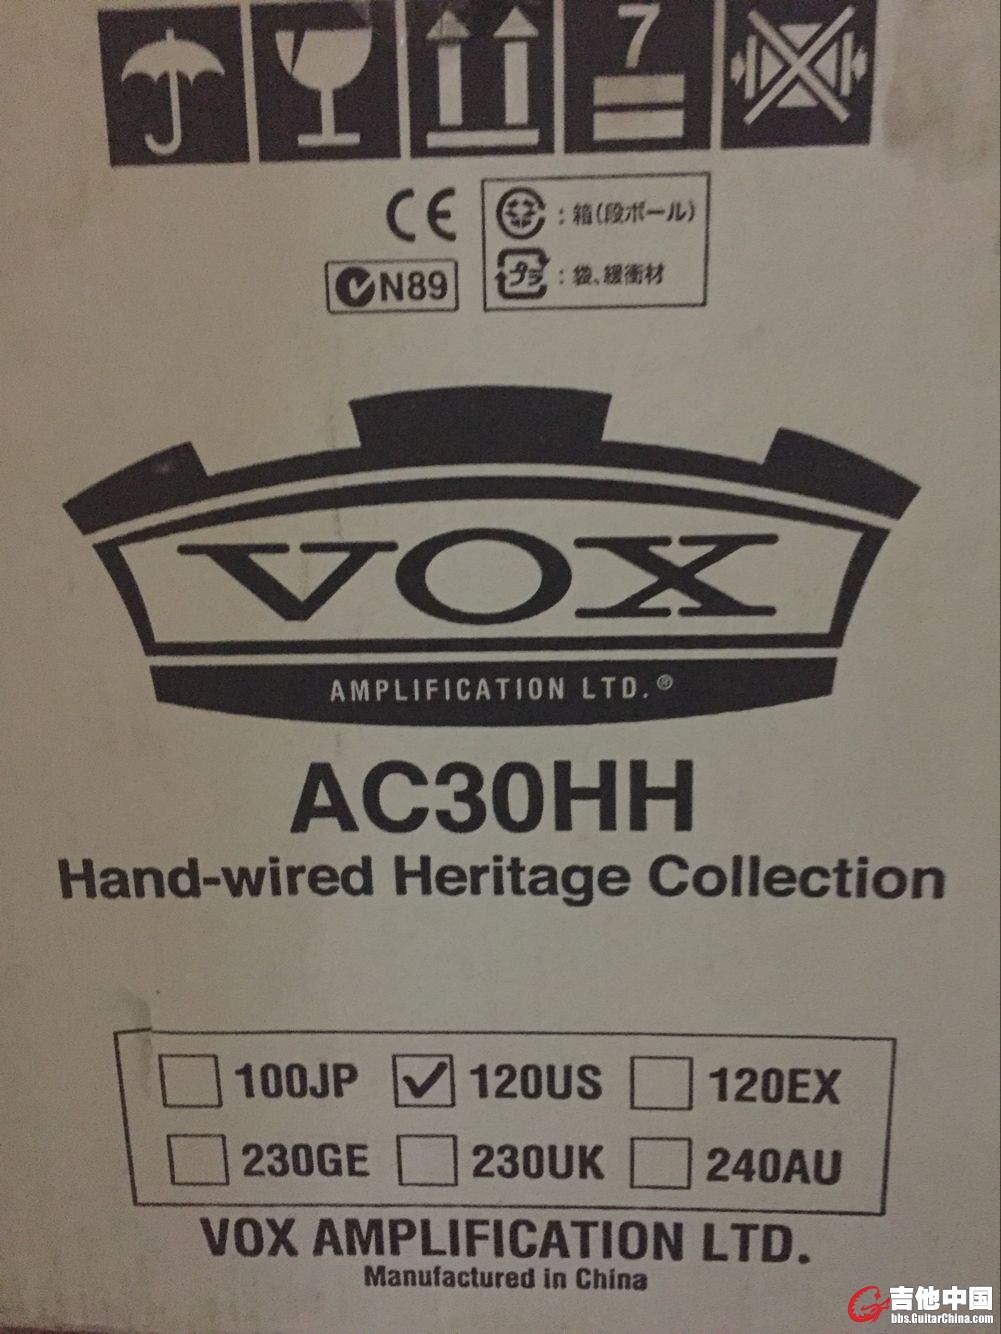 7
CE
N89
：箱(段ボール)
プラ：袋、緩衝材
VOX
AMPLIFICATION LTD.®
AC30HH
Hand-wired Heritage Collection
100JP ✓ 120US 120EX
230GE 230UK 240AU
VOX AMPLIFICATION LTD.
Manufactured in China
吉他中国
bbs.GuitarChina.com